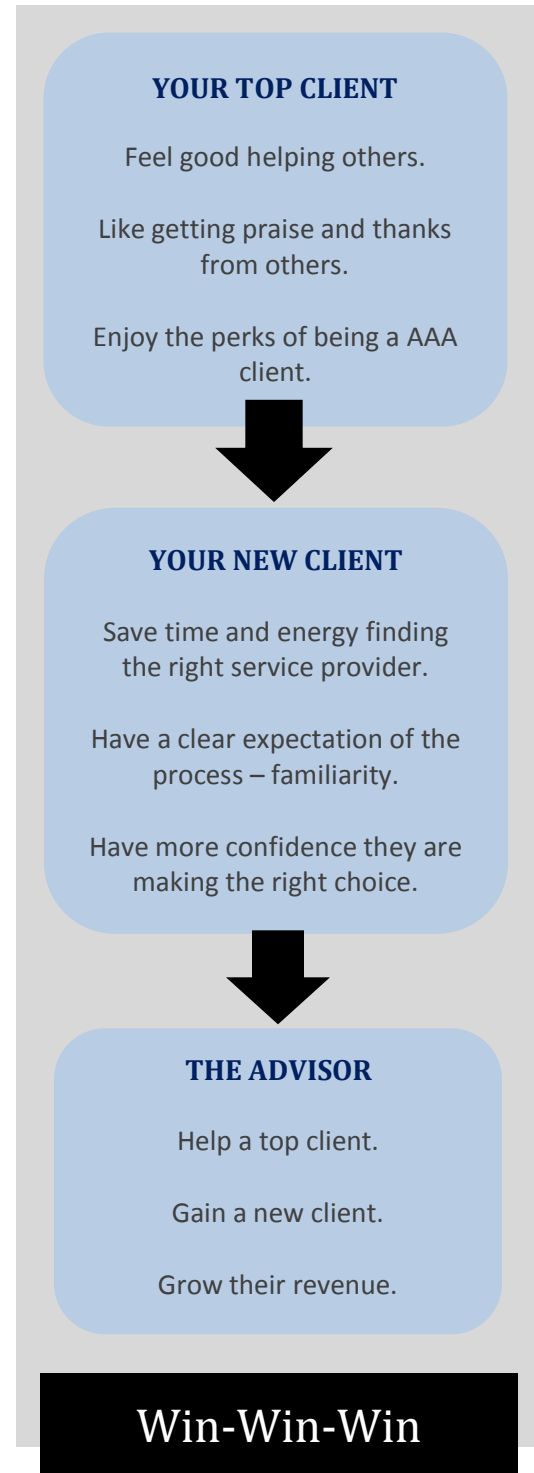 YOUR TOP CLIENT
Feel good helping others.
Like getting praise and thanks
from others.
Enjoy the perks of being a AAA
client.
YOUR NEW CLIENT
Save time and energy finding
the right service provider.
Have a clear expectation of the
process – familiarity.
Have more confidence they are
making the right choice.
THE ADVISOR
Help a top client.
Gain a new client.
Grow their revenue.
Win-Win-Win